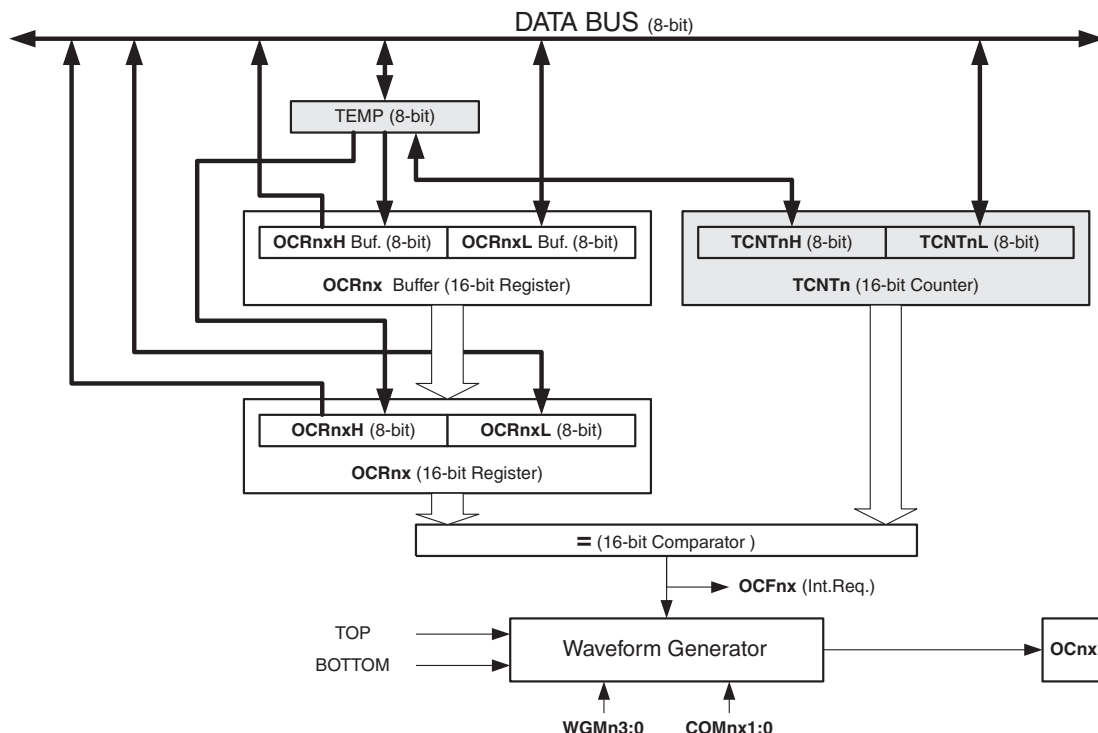 DATA BUS (8-bit)
TEMP (8-bit)
OCRnxH Buf. (8-bit) OCRnxL Buf. (8-bit)
OCRnx Buffer (16-bit Register)
TCNTnH (8-bit) TCNTnL (8-bit)
TCNTn (16-bit Counter)
OCRnxH (8-bit) OCRnxL (8-bit)
OCRnx (16-bit Register)
= (16-bit Comparator )
OCFnx (Int.Req.)
TOP
BOTTOM
Waveform Generator
OCnx
WGMn3:0 COMnx1:0